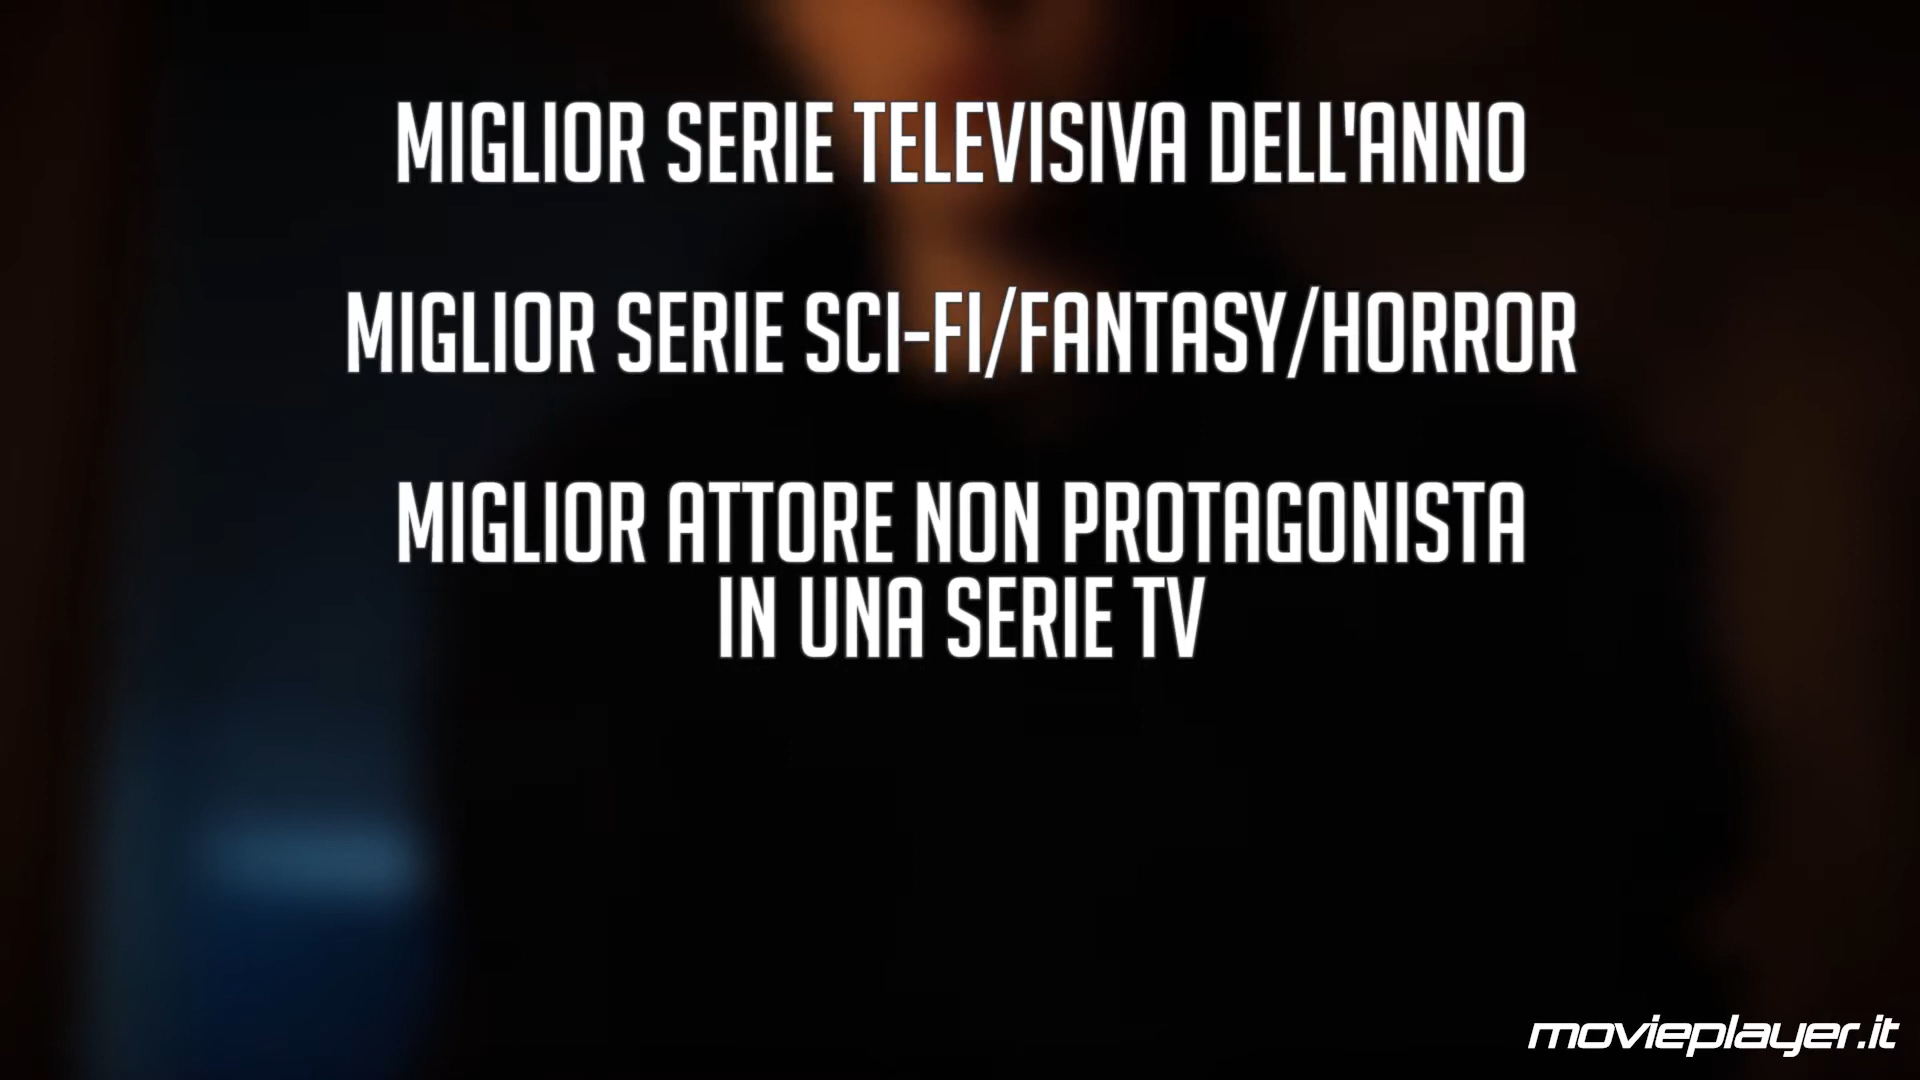 MIGLIOR SERIE TELEVISIVA DELL'ANNO
MIGLIOR SERIE SCI-FI/FANTASY/HORROR
MIGLIOR ATTORE NON PROTAGONISTA
IN UNA SERIE TV
movieplayer.it